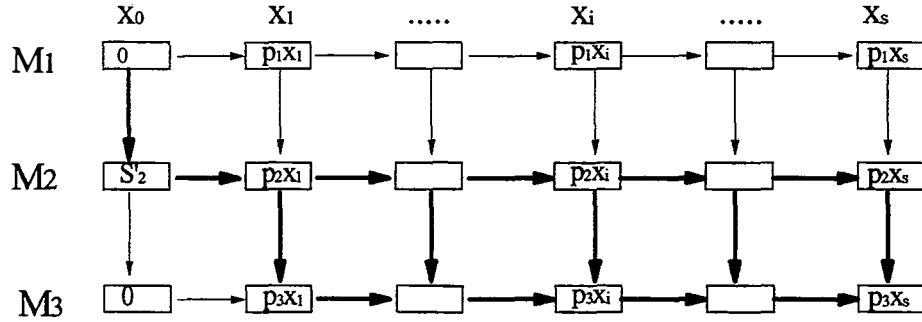 X₀ X₁ ..... Xᵢ ..... Xₛ
M₁ 0 p₁x₁ p₁xᵢ p₁xₛ
M₂ S'₂ p₂x₁ p₂xᵢ p₂xₛ
M₃ 0 p₃x₁ p₃xᵢ p₃xₛ